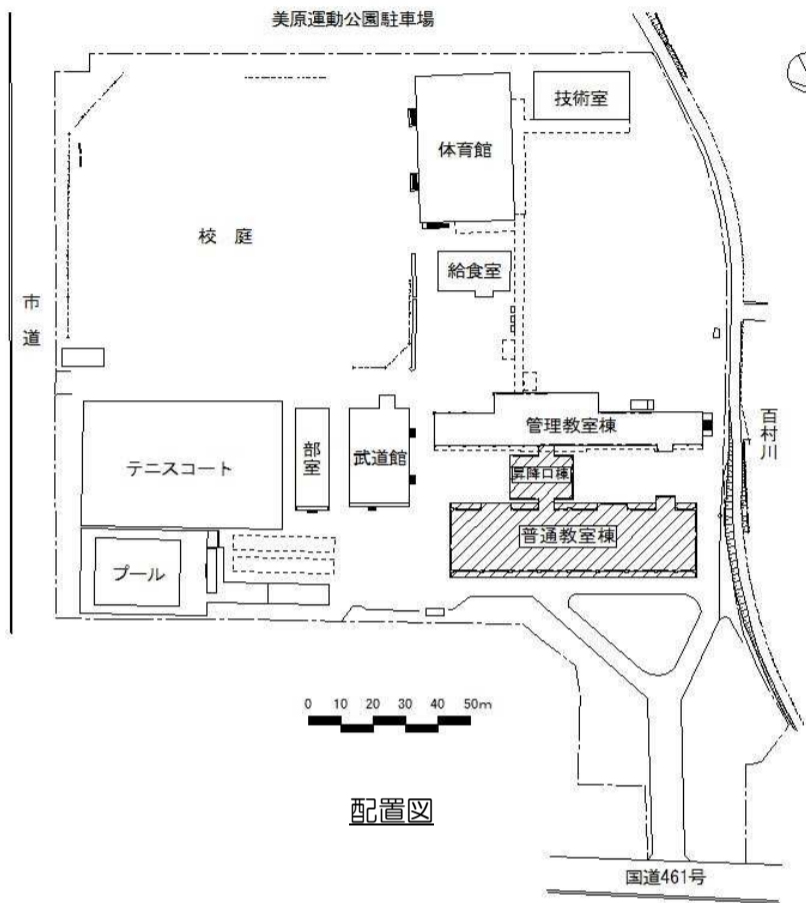 美原運動公園駐車場
技術室
体育館
校 庭
給食室
市
道
管理教室棟
百
村
川
テニスコート
部
室
武道館
昇降口棟
普通教室棟
プール
0 10 20 30 40 50m
配置図
国道461号